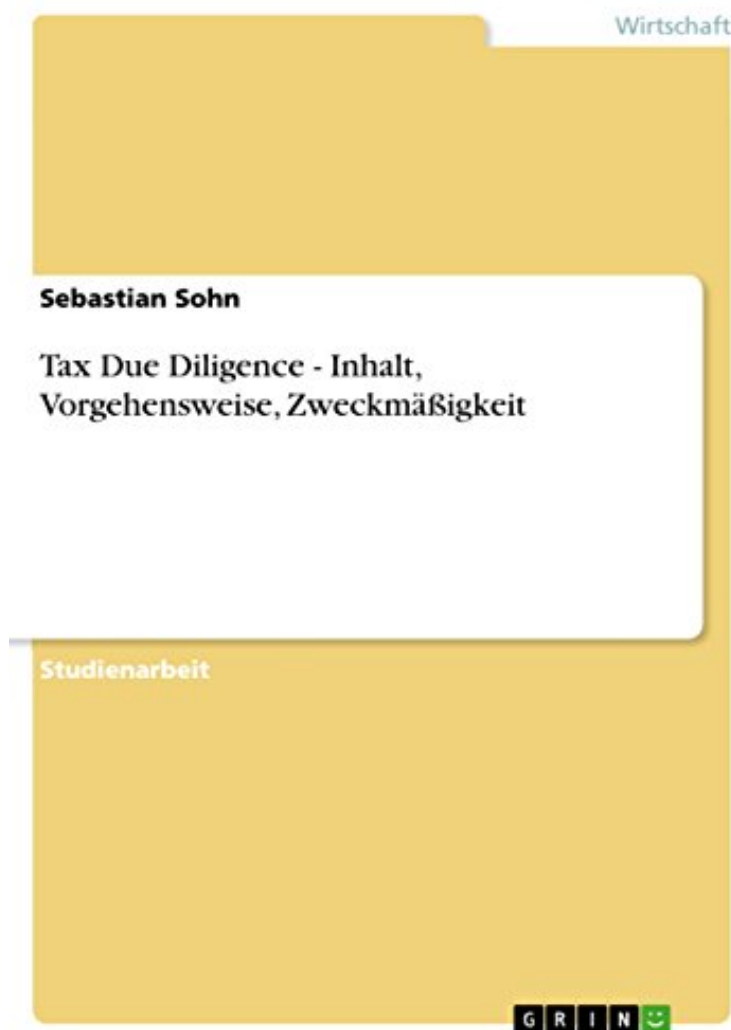 Wirtschaft
Sebastian Sohn
Tax Due Diligence - Inhalt,
Vorgehensweise, Zweckmäßigkeit
Studienarbeit
GRIN